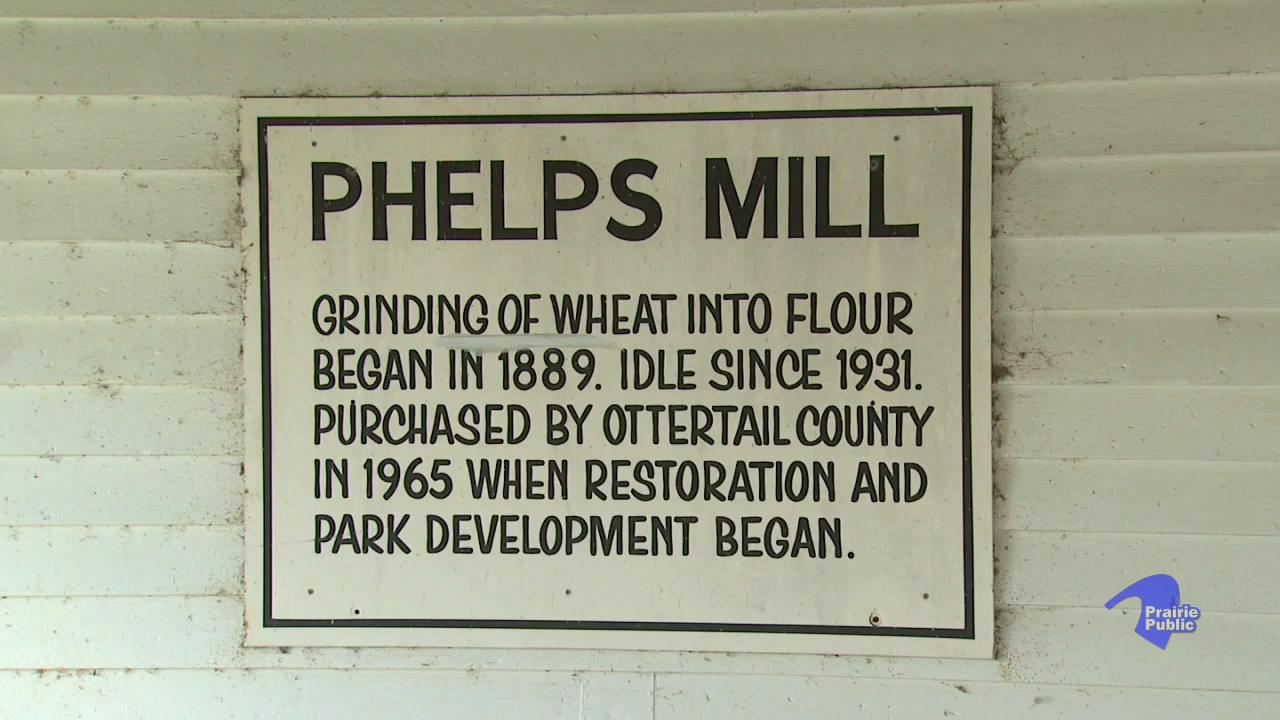 PHELPS MILL
GRINDING OF WHEAT INTO FLOUR
BEGAN IN 1889. IDLE SINCE 1931.
PURCHASED BY OTTERTAIL COUNTY
IN 1965 WHEN RESTORATION AND
PARK DEVELOPMENT BEGAN.
Prairie
Public